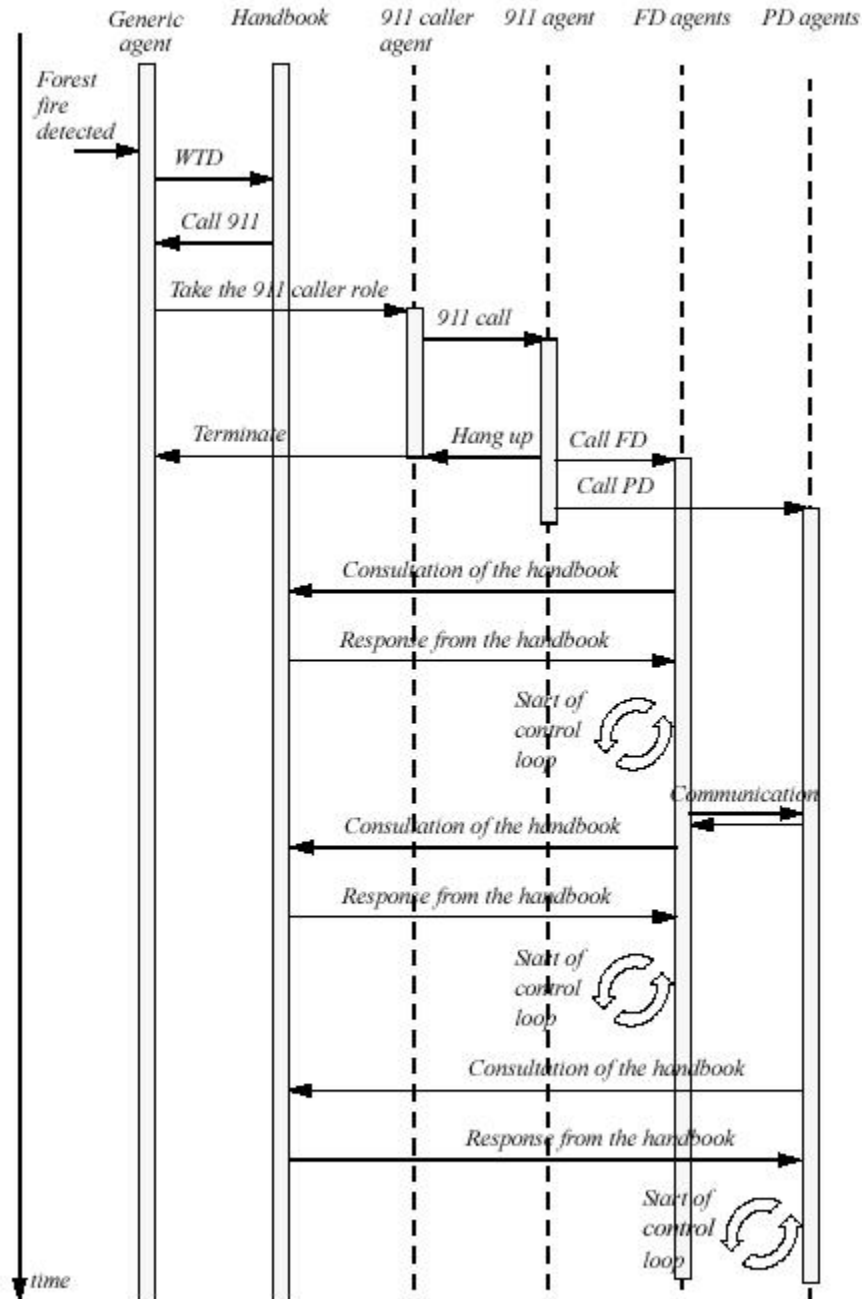 Generic
agent
Handbook
911 caller
agent
911 agent
FD agents
PD agents
Forest
fire
detected
WTD
Call 911
Take the 911 caller role
911 call
Terminate
Hang up
Call FD
Call PD
Consultation of the handbook
Response from the handbook
Start of
control
loop
Communication
Consultation of the handbook
Response from the handbook
Start of
control
loop
Consultation of the handbook
Response from the handbook
Start of
control
loop
time